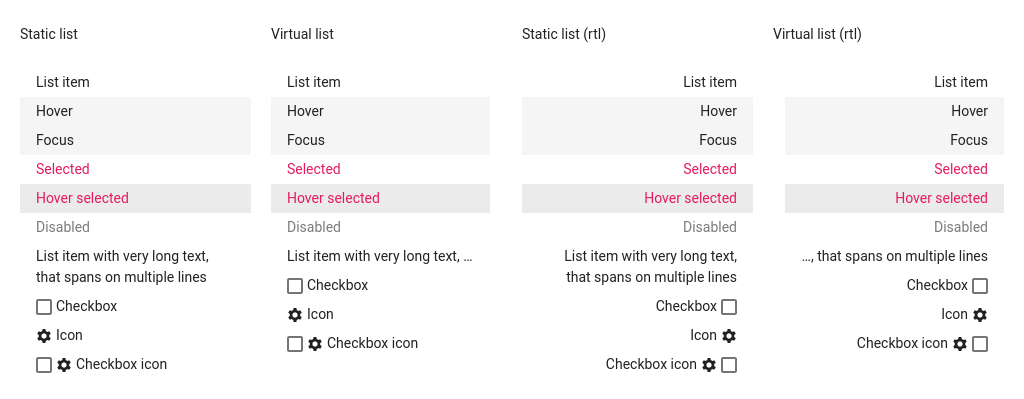 Static list
List item
Hover
Focus
Selected
Hover selected
Disabled
List item with very long text,
that spans on multiple lines
Checkbox
Icon
Checkbox icon
Virtual list
List item
Hover
Focus
Selected
Hover selected
Disabled
List item with very long text, ...
Checkbox
Icon
Checkbox icon
Static list (rtl)
List item
Hover
Focus
Selected
Hover selected
Disabled
List item with very long text,
that spans on multiple lines
Checkbox
Icon
Checkbox icon
Virtual list (rtl)
List item
Hover
Focus
Selected
Hover selected
Disabled
..., that spans on multiple lines
Checkbox
Icon
Checkbox icon